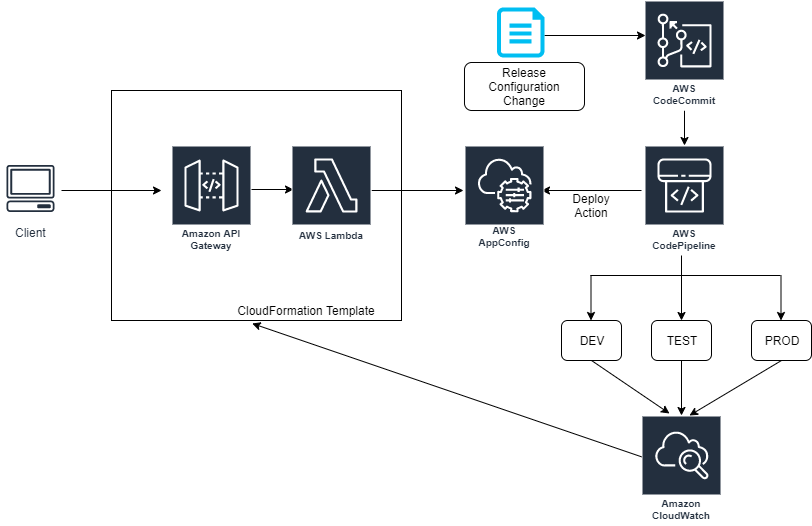 Release
Configuration
Change
AWS
CodeCommit
Client
Amazon API
Gateway
AWS Lambda
AWS
AppConfig
Deploy
Action
AWS
CodePipeline
CloudFormation Template
DEV
TEST
PROD
Amazon
CloudWatch